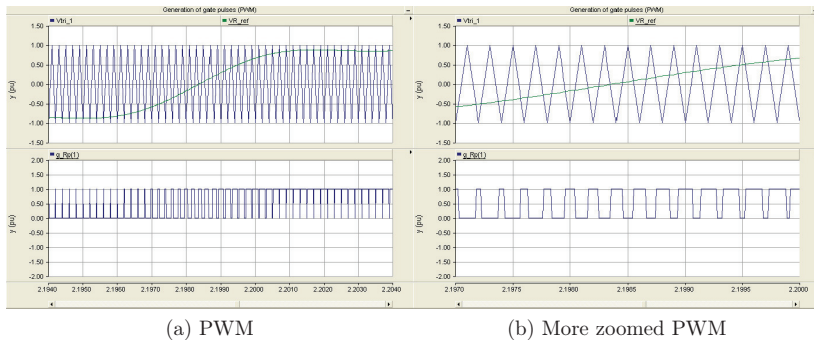 Generation of gate pulses (PWM)
Vtri_1 VR_ref
1.50
1.00
0.50
0.00
-0.50
-1.00
-1.50
y (pu)
g_Rp(1)
2.00
1.50
1.00
0.50
0.00
-0.50
-1.00
-1.50
-2.00
y (pu)
2.1940 2.1950 2.1960 2.1970 2.1980 2.1990 2.2000 2.2010 2.2020 2.2030 2.2040
(a) PWM
Generation of gate pulses (PWM)
Vtri_1 VR_ref
1.50
1.00
0.50
0.00
-0.50
-1.00
-1.50
y (pu)
g_Rp(1)
2.00
1.50
1.00
0.50
0.00
-0.50
-1.00
-1.50
-2.00
y (pu)
2.1970 2.1975 2.1980 2.1985 2.1990 2.1995 2.2000
(b) More zoomed PWM